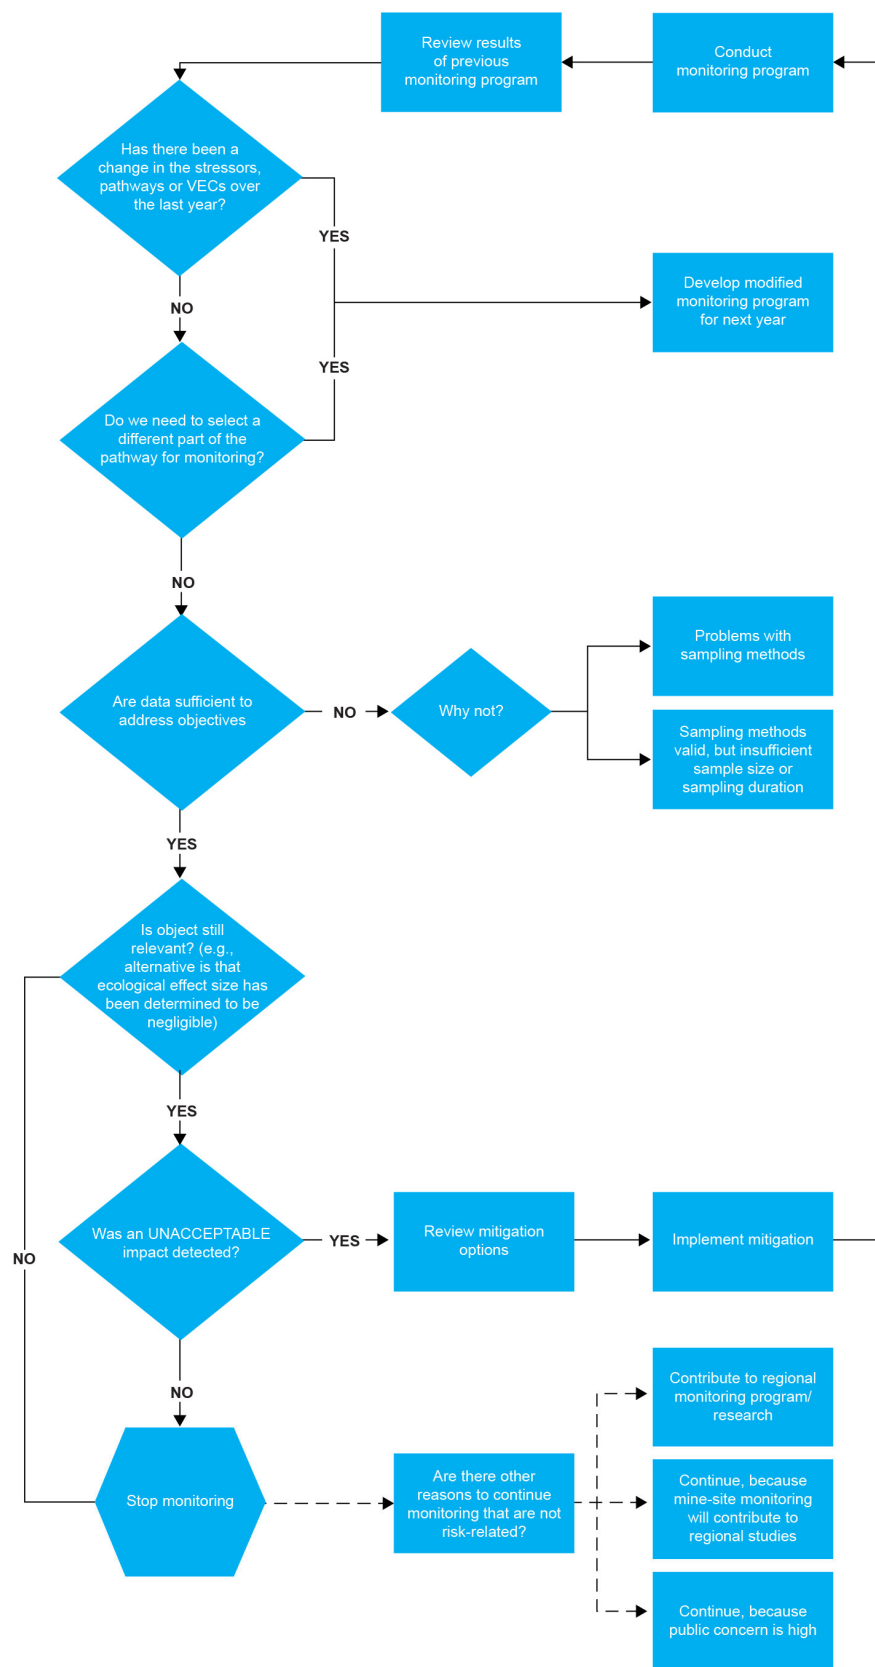 Review results
of previous
monitoring program
Conduct
monitoring program
Has there been a
change in the stressors,
pathways or VECs over
the last year?
YES
Develop modified
monitoring program
for next year
NO
YES
Do we need to select a
different part of the
pathway for monitoring?
NO
Problems with
sampling methods
Are data sufficient to
address objectives
NO
Why not?
Sampling methods
valid, but insufficient
sample size or
sampling duration
YES
Is object still
relevant? (e.g.,
alternative is that
ecological effect size has
been determined to be
negligible)
YES
Was an UNACCEPTABLE
impact detected?
YES
Review mitigation
options
Implement mitigation
NO
NO
Contribute to regional
monitoring program/
research
Stop monitoring
Are there other
reasons to continue
monitoring that are not
risk-related?
Continue, because
mine-site monitoring
will contribute to
regional studies
Continue, because
public concern is high